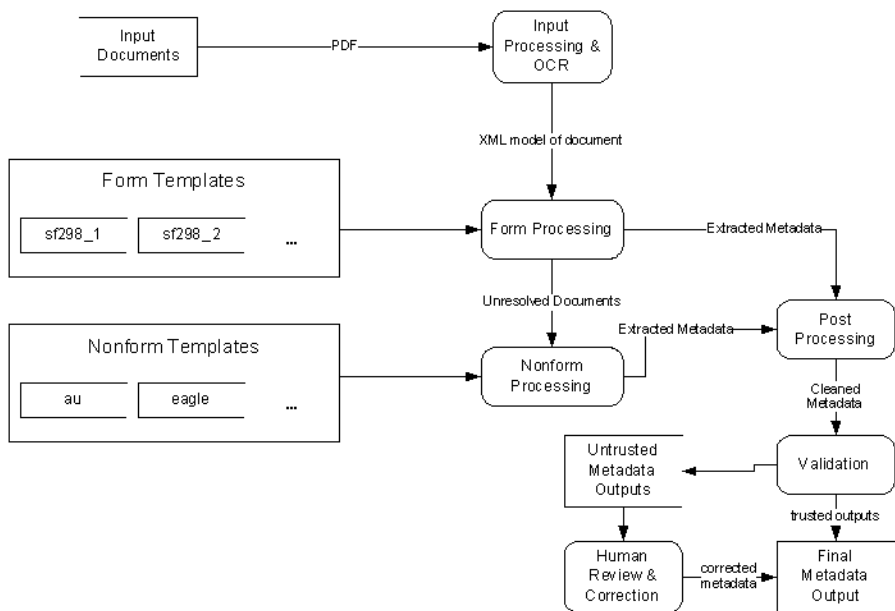 Input
Documents
PDF
Input
Processing &
OCR
XML model of document
Form Templates
sf298_1
sf298_2
...
Form Processing
Extracted Metadata
Unresolved Documents
Nonform Templates
au
eagle
...
Nonform
Processing
Extracted Metadata
Post
Processing
Cleaned
Metadata
Untrusted
Metadata
Outputs
Validation
trusted outputs
Human
Review &
Correction
corrected
metadata
Final
Metadata
Output